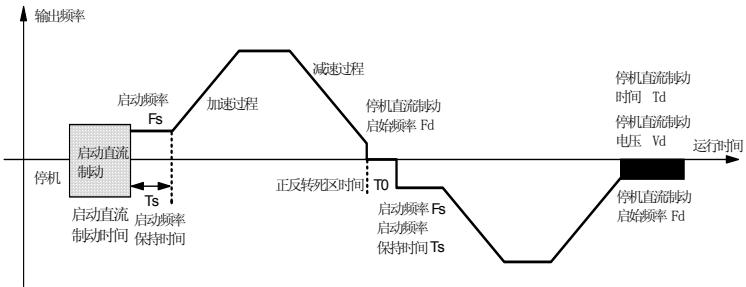 输出频率
减速过程
停机直流制动
时间 Td
启动频率
Fs
加速过程
停机直流制动
启始频率 Fd
停机直流制动
电压 Vd
运行时间
启动直流
制动
停机
正反转死区时间 T0
Ts
启动直流
制动时间
启动频率
保持时间
启动频率 Fs
启动频率
保持时间 Ts
停机直流制动
启始频率 Fd